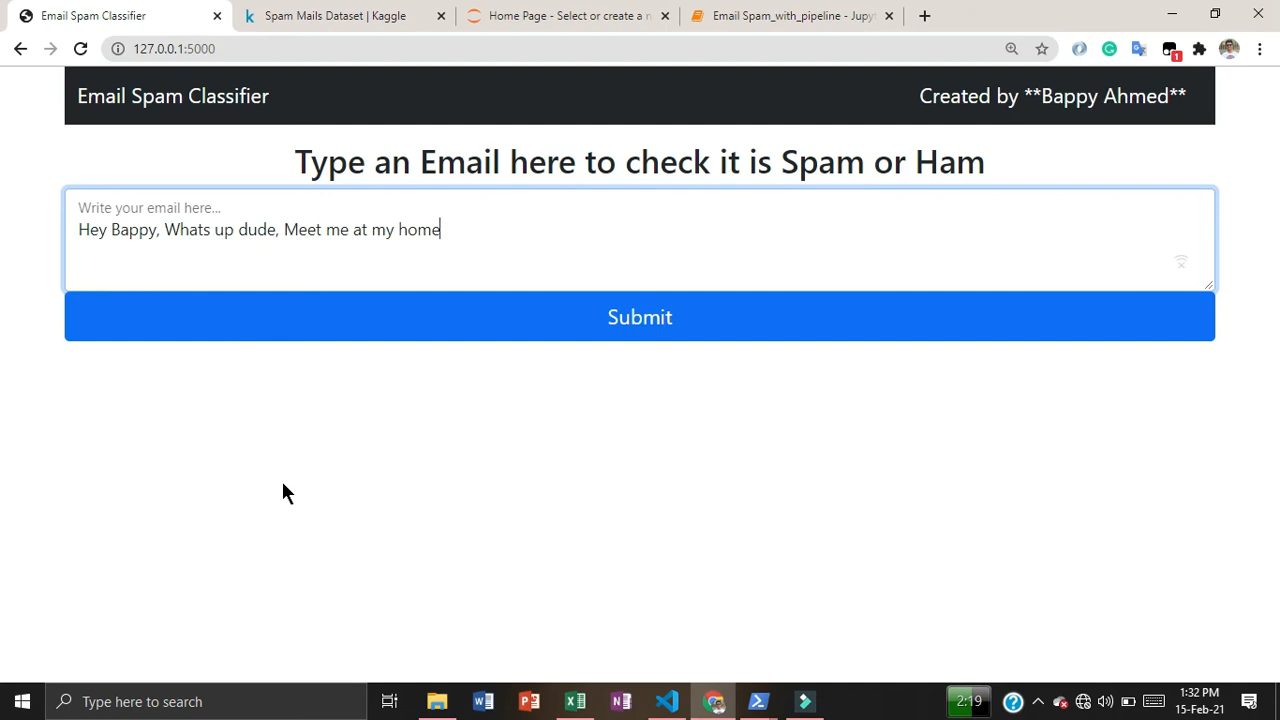 Email Spam Classifier
Spam Mails Dataset | Kaggle
Home Page - Select or create a n
Email Spam_with_pipeline - Jupyt
127.0.0.1:5000
1
Email Spam Classifier
Created by **Bappy Ahmed**
Type an Email here to check it is Spam or Ham
Write your email here...
Hey Bappy, Whats up dude, Meet me at my home
Submit
Type here to search
2:19
1:32 PM
15-Feb-21